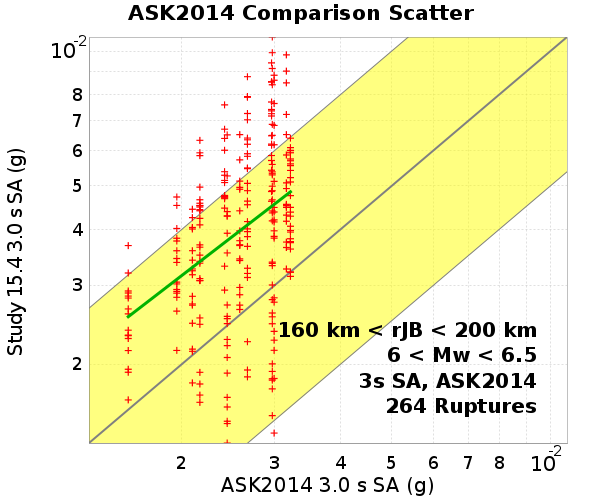 ASK2014 Comparison Scatter
10-2
8
7
6
5
4
3
2
Study 15.4 3.0 s SA (g)
160 km < rJB < 200 km
6 < Mw < 6.5
3s SA, ASK2014
264 Ruptures
2 3 4 5 6 7 8 10-2
ASK2014 3.0 s SA (g)